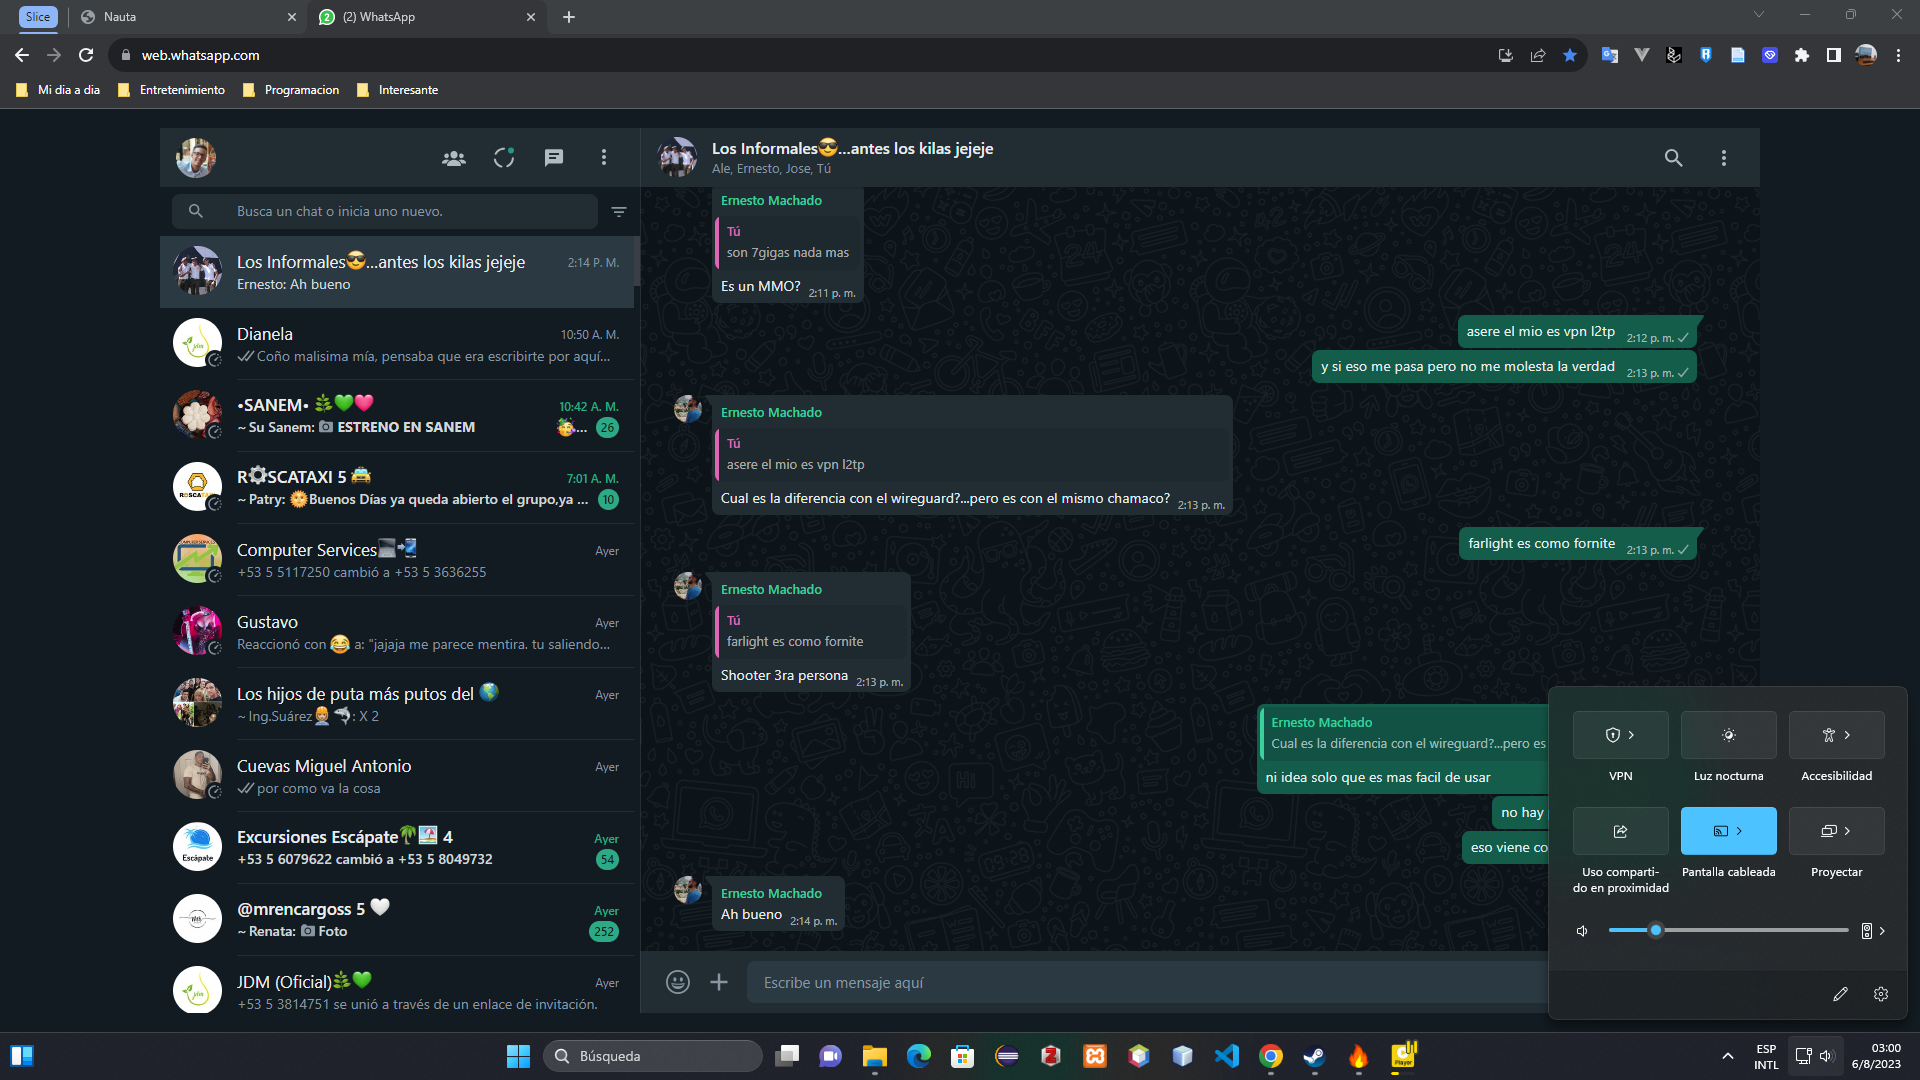 Slice
Nauta
(2) WhatsApp
web.whatsapp.com
Mi dia a dia
Entretenimiento
Programacion
Interesante
Busca un chat o inicia uno nuevo.
Los Informales😎...antes los kilas jejeje
2:14 P. M.
Ernesto: Ah bueno
Dianela
10:50 A. M.
Coño malisima mía, pensaba que era escribirte por aquí...
•SANEM• 🌿💚💖
10:42 A. M.
~ Su Sanem: 📷 ESTRENO EN SANEM 🥳... 26
R⚙️SCATAXI 5 🚖
7:01 A. M.
~ Patry: 🌞Buenos Días ya queda abierto el grupo,ya ... 10
Computer Services💻📲
Ayer
+53 5 5117250 cambió a +53 5 3636255
Gustavo
Ayer
Reaccionó con 😂 a: "jajaja me parece mentira. tu saliendo...
Los hijos de puta más putos del 🌎
Ayer
~ Ing.Suárez👷🦈: X 2
Cuevas Miguel Antonio
Ayer
por como va la cosa
Excursiones Escápate🌴🏖️ 4
Ayer
+53 5 6079622 cambió a +53 5 8049732
54
Escápate
@mrencargoss 5 🤍
Ayer
~ Renata: 📷 Foto
252
JDM (Oficial)🌿💚
Ayer
+53 5 3814751 se unió a través de un enlace de invitación.
Los Informales😎...antes los kilas jejeje
Ale, Ernesto, Jose, Tú
Ernesto Machado
Tú
son 7gigas nada mas
Es un MMO?
2:11 p. m.
asere el mio es vpn l2tp
2:12 p. m.
y si eso me pasa pero no me molesta la verdad
2:13 p. m.
Ernesto Machado
Tú
asere el mio es vpn l2tp
Cual es la diferencia con el wireguard?...pero es con el mismo chamaco?
2:13 p. m.
farlight es como fornite
2:13 p. m.
Ernesto Machado
Tú
farlight es como fornite
Shooter 3ra persona
2:13 p. m.
Ernesto Machado
Cual es la diferencia con el wireguard?...pero es
ni idea solo que es mas facil de usar
no hay
eso viene co
Ernesto Machado
Ah bueno
2:14 p. m.
Escribe un mensaje aquí
VPN
Luz nocturna
Accesibilidad
Uso comparti-
do en proximidad
Pantalla cableada
Proyectar
Búsqueda
ESP
INTL
03:00
6/8/2023